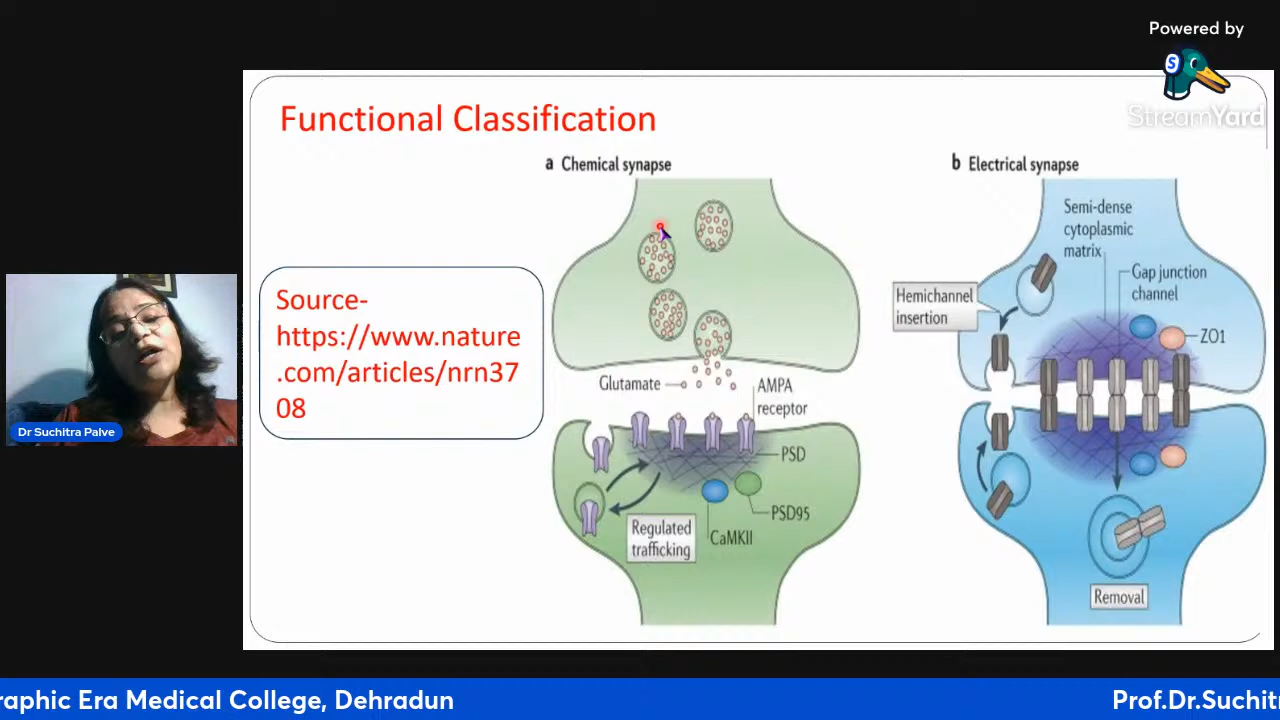 Powered by
S
StreamYard
Functional Classification
a Chemical synapse
b Electrical synapse
Source-
https://www.nature
.com/articles/nrn37
08
Glutamate
AMPA
receptor
PSD
PSD95
CaMKII
Regulated
trafficking
Semi-dense
cytoplasmic
matrix
Gap junction
channel
Hemichannel
insertion
ZO1
Removal
Dr Suchitra Palve
raphic Era Medical College, Dehradun
Prof.Dr.Suchitr